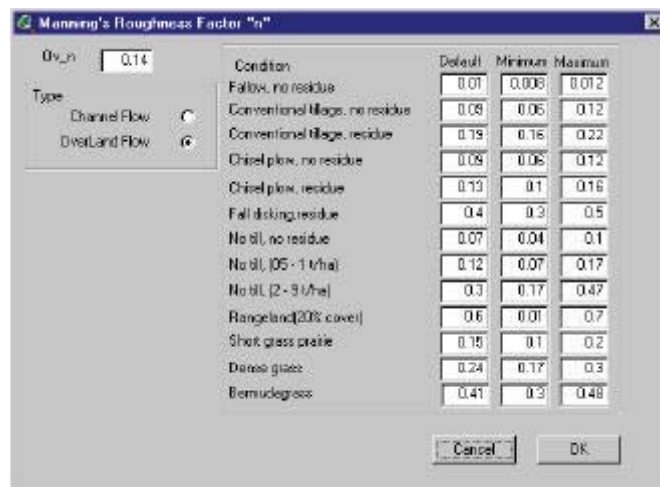 Manning's Roughness Factor "n"
Ov_n 0.14
Type
Channel Flow
OverLand Flow
Condition Default Minimum Maximum
Fallow, no residue 0.01 0.008 0.012
Conventional tillage, no residue 0.09 0.06 0.12
Conventional tillage, residue 0.19 0.16 0.22
Chisel plow, no residue 0.09 0.06 0.12
Chisel plow, residue 0.13 0.1 0.16
Fall disking,residue 0.4 0.3 0.5
No till, no residue 0.07 0.04 0.1
No till, (05 - 1 t/ha) 0.12 0.07 0.17
No till, (2 - 9 t/ha) 0.3 0.17 0.47
Rangeland(20% cover) 0.6 0.01 0.7
Short grass prairie 0.15 0.1 0.2
Dense grass 0.24 0.17 0.3
Bermudagrass 0.41 0.3 0.48
Cancel OK